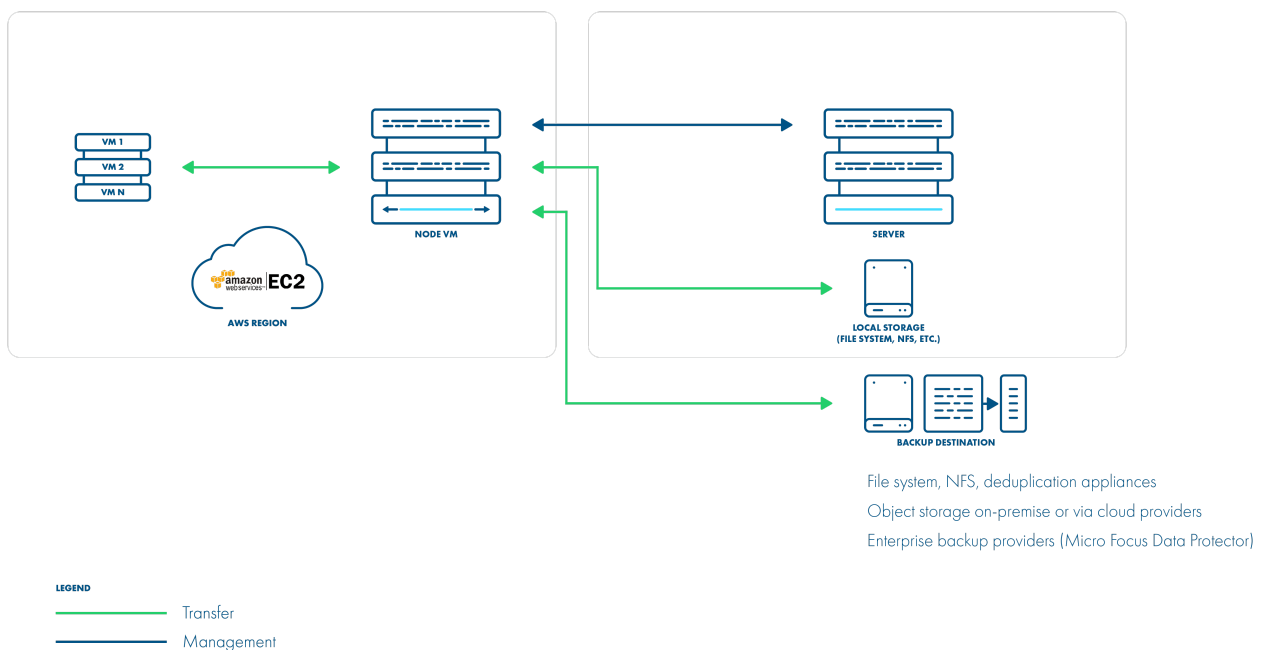 VM 1
VM 2
VM N
NODE VM
amazon
webservices™
EC2
AWS REGION
SERVER
LOCAL STORAGE
(FILE SYSTEM, NFS, ETC.)
BACKUP DESTINATION
File system, NFS, deduplication appliances
Object storage on-premise or via cloud providers
Enterprise backup providers (Micro Focus Data Protector)
LEGEND
Transfer
Management